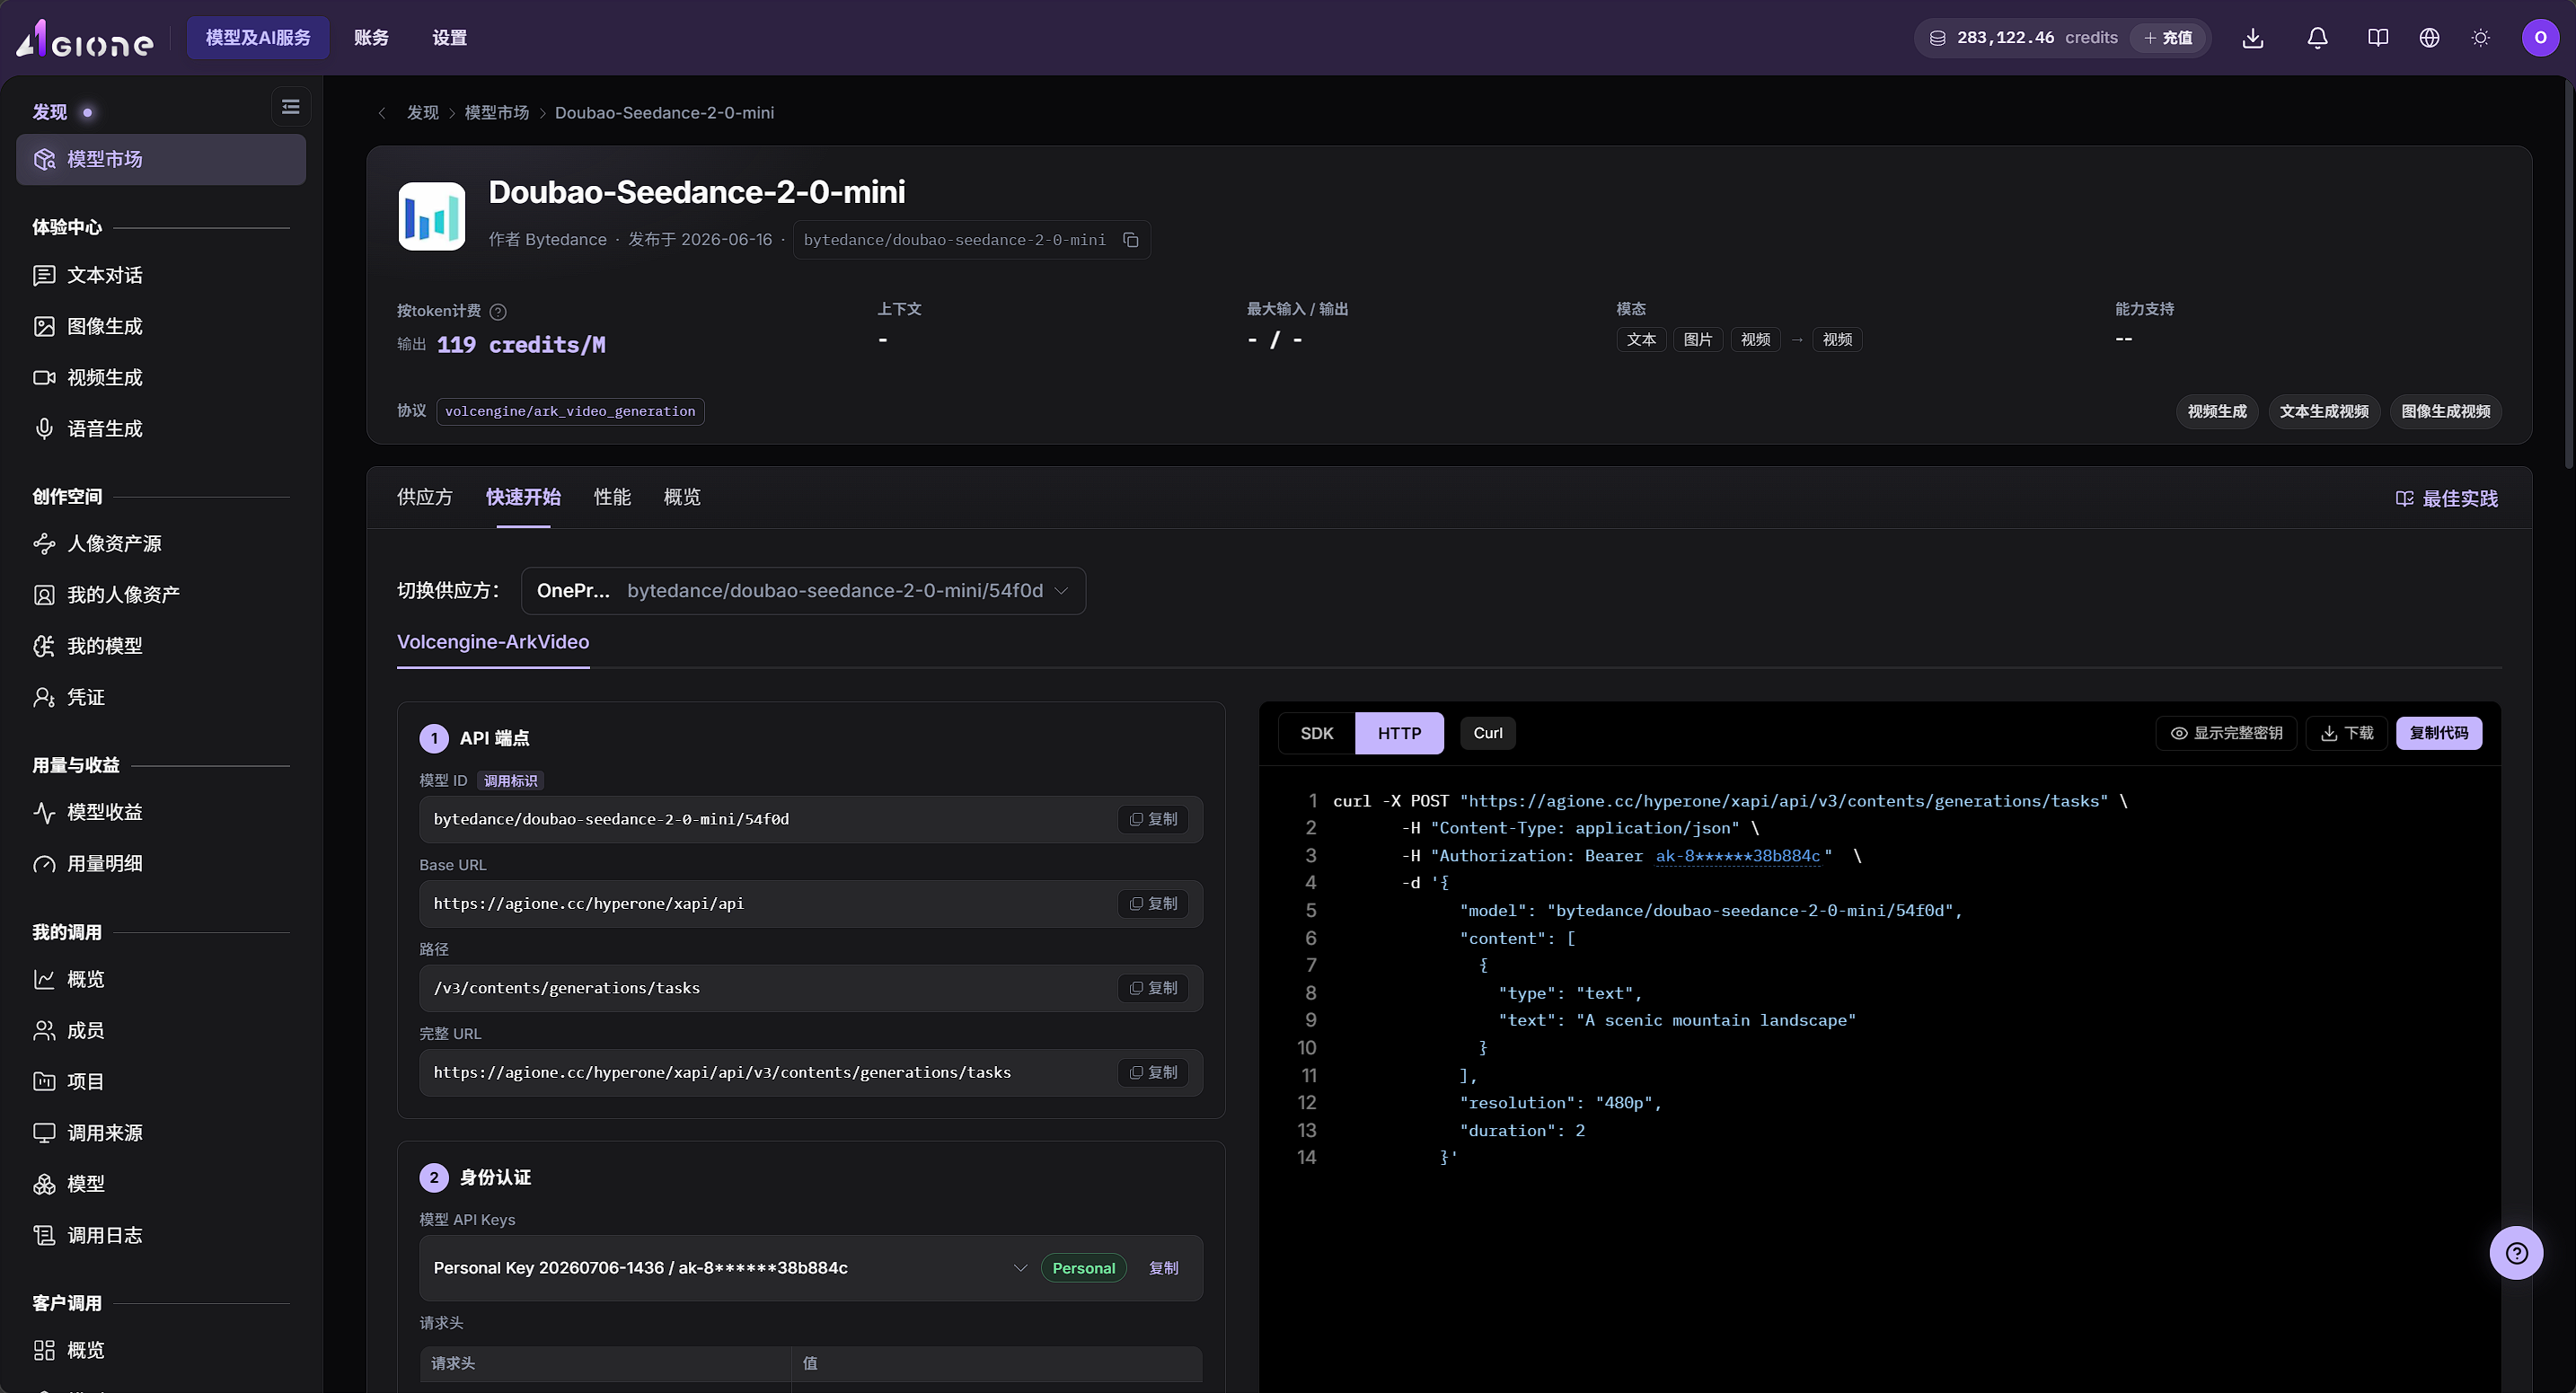 AGIONE
模型及AI服务
账务
设置
283,122.46 credits
充值
O
发现
模型市场
体验中心
文本对话
图像生成
视频生成
语音生成
创作空间
人像资产源
我的人像资产
我的模型
凭证
用量与收益
模型收益
用量明细
我的调用
概览
成员
项目
调用来源
模型
调用日志
客户调用
概览
发现 > 模型市场 > Doubao-Seedance-2-0-mini
Doubao-Seedance-2-0-mini
作者 Bytedance · 发布于 2026-06-16 · bytedance/doubao-seedance-2-0-mini
按token计费
输出 119 credits/M
上下文
-
最大输入 / 输出
- / -
模态
文本 图片 视频 → 视频
能力支持
--
协议 volcengine/ark_video_generation
视频生成 文本生成视频 图像生成视频
供应方 快速开始 性能 概览
最佳实践
切换供应方： OnePr... bytedance/doubao-seedance-2-0-mini/54f0d
Volcengine-ArkVideo
1 API 端点
模型 ID 调用标识
bytedance/doubao-seedance-2-0-mini/54f0d 复制
Base URL
https://agione.cc/hyperone/xapi/api 复制
路径
/v3/contents/generations/tasks 复制
完整 URL
https://agione.cc/hyperone/xapi/api/v3/contents/generations/tasks 复制
2 身份认证
模型 API Keys
Personal Key 20260706-1436 / ak-8******38b884c Personal 复制
请求头
请求头 值
SDK HTTP Curl
显示完整密钥 下载 复制代码
1 curl -X POST "https://agione.cc/hyperone/xapi/api/v3/contents/generations/tasks" \
2 -H "Content-Type: application/json" \
3 -H "Authorization: Bearer ak-8******38b884c" \
4 -d '{
5 "model": "bytedance/doubao-seedance-2-0-mini/54f0d",
6 "content": [
7 {
8 "type": "text",
9 "text": "A scenic mountain landscape"
10 }
11 ],
12 "resolution": "480p",
13 "duration": 2
14 }'